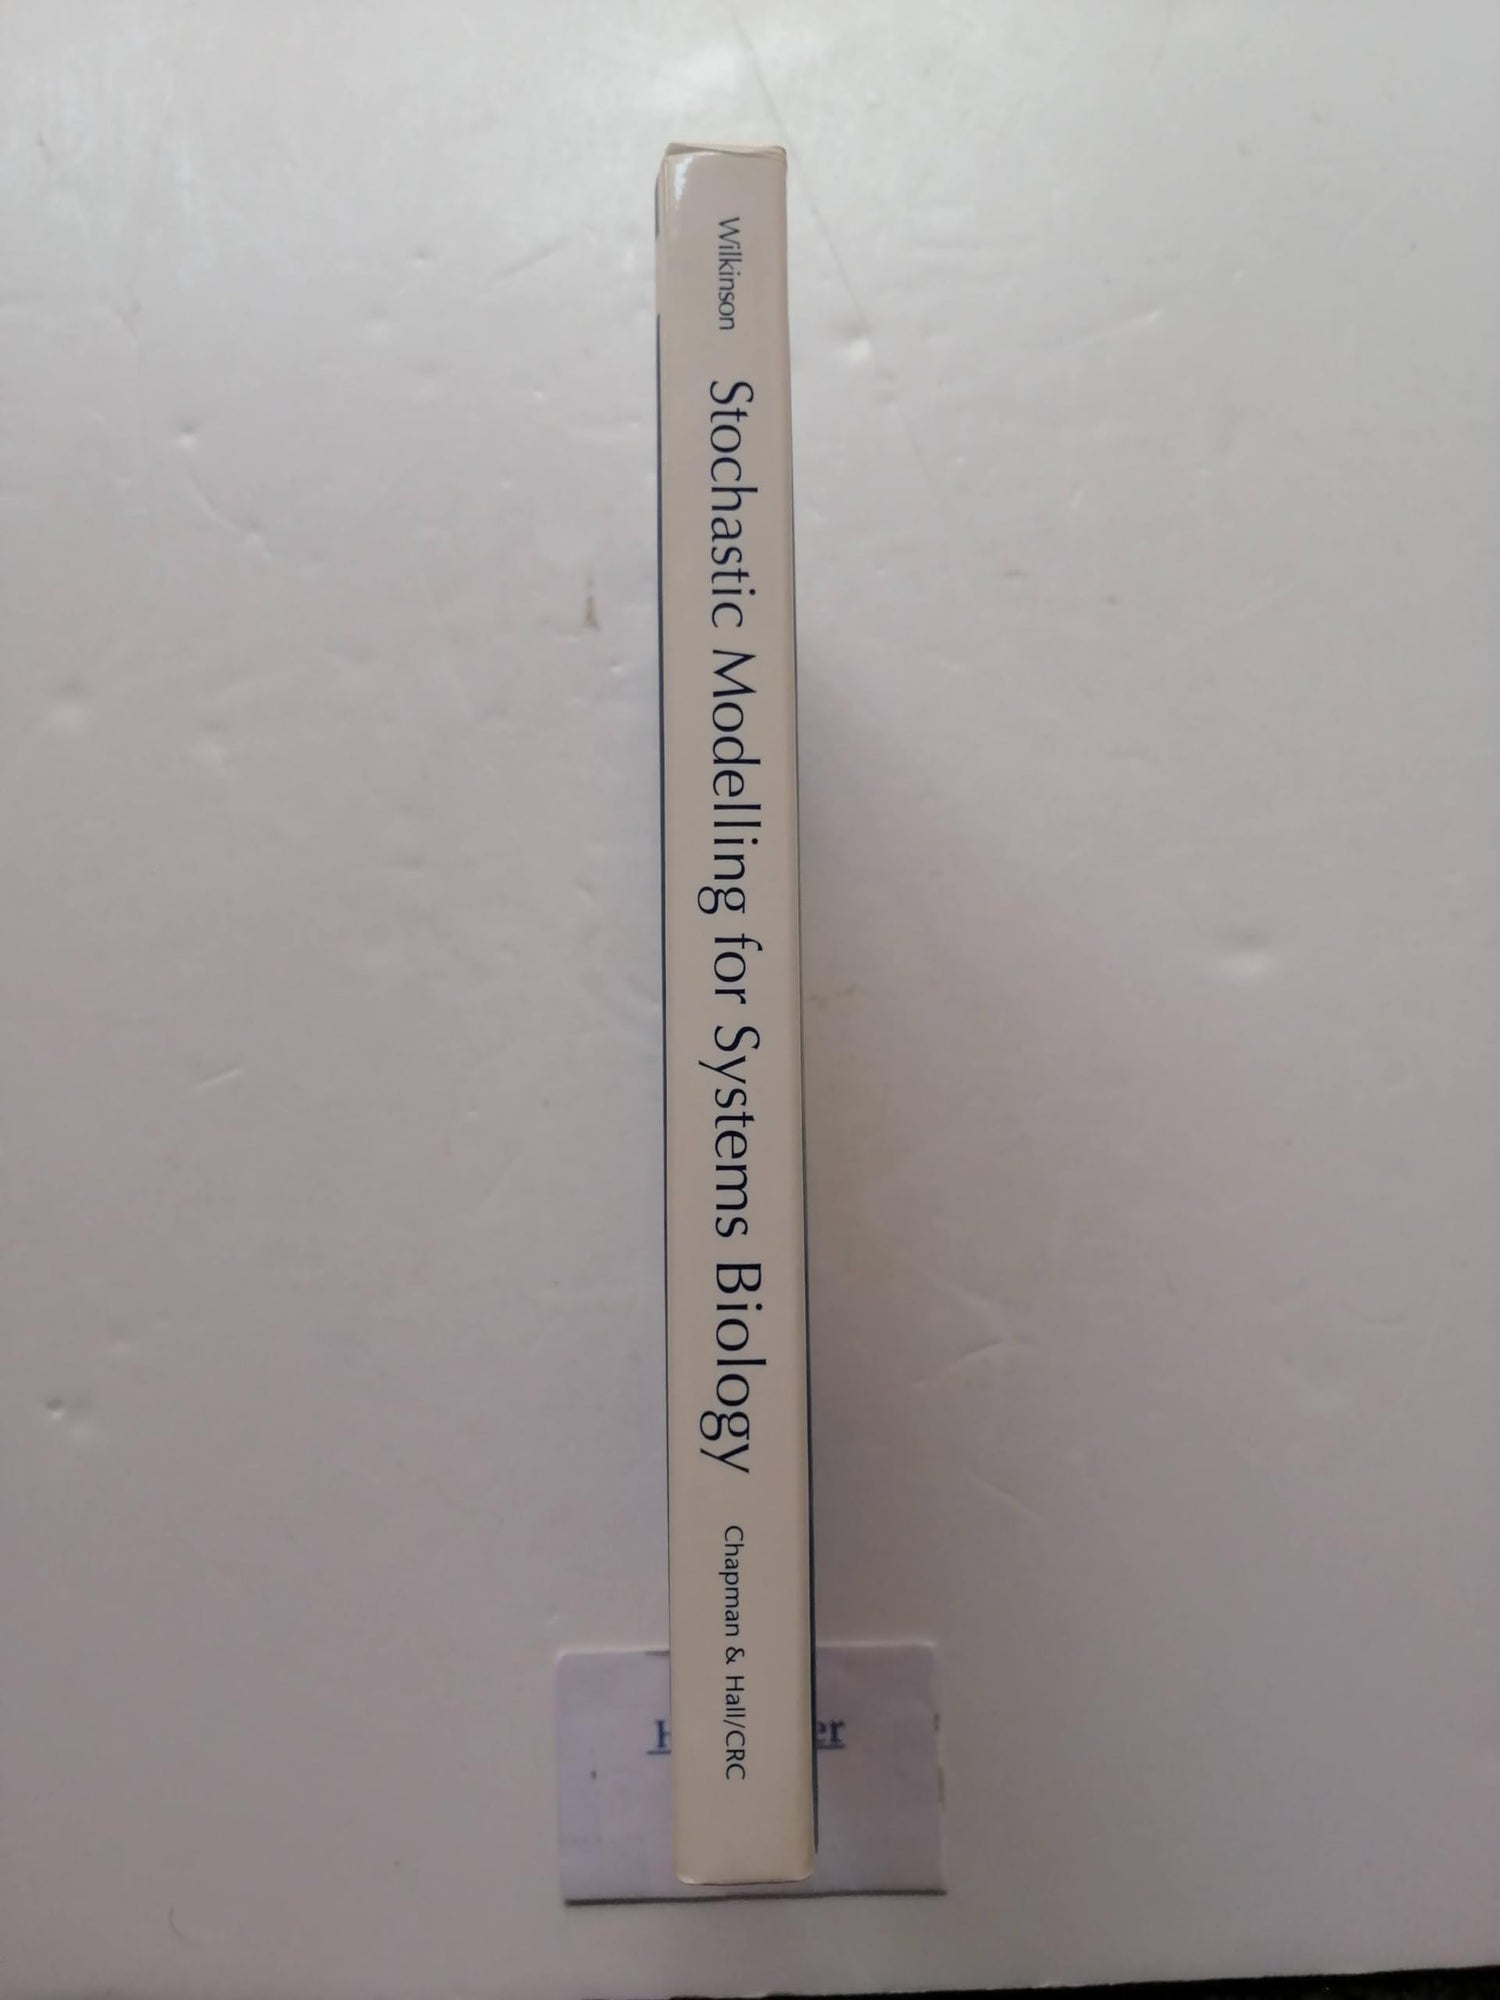 Wilkinson
Stochastic Modelling for Systems Biology
Chapman & Hall/CRC